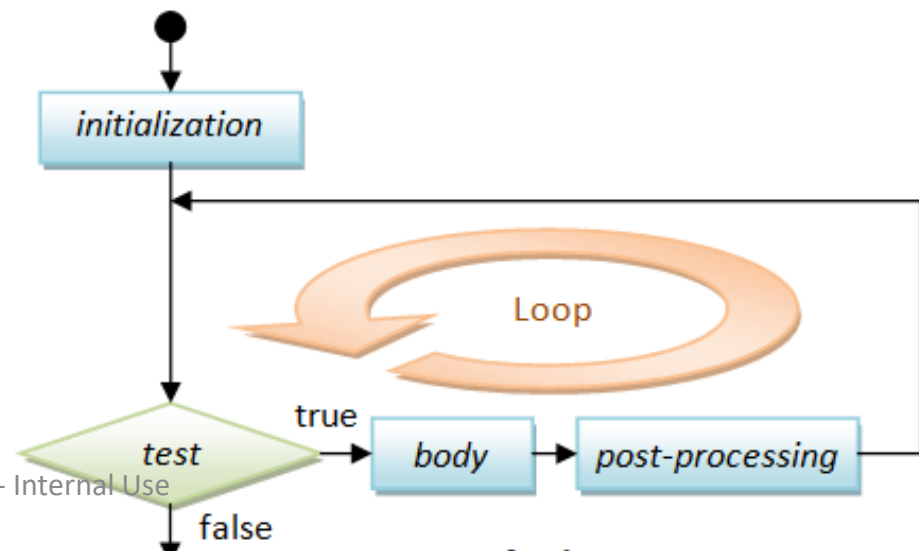 initialization
Loop
true
test
body
post-processing
- Internal Use
false